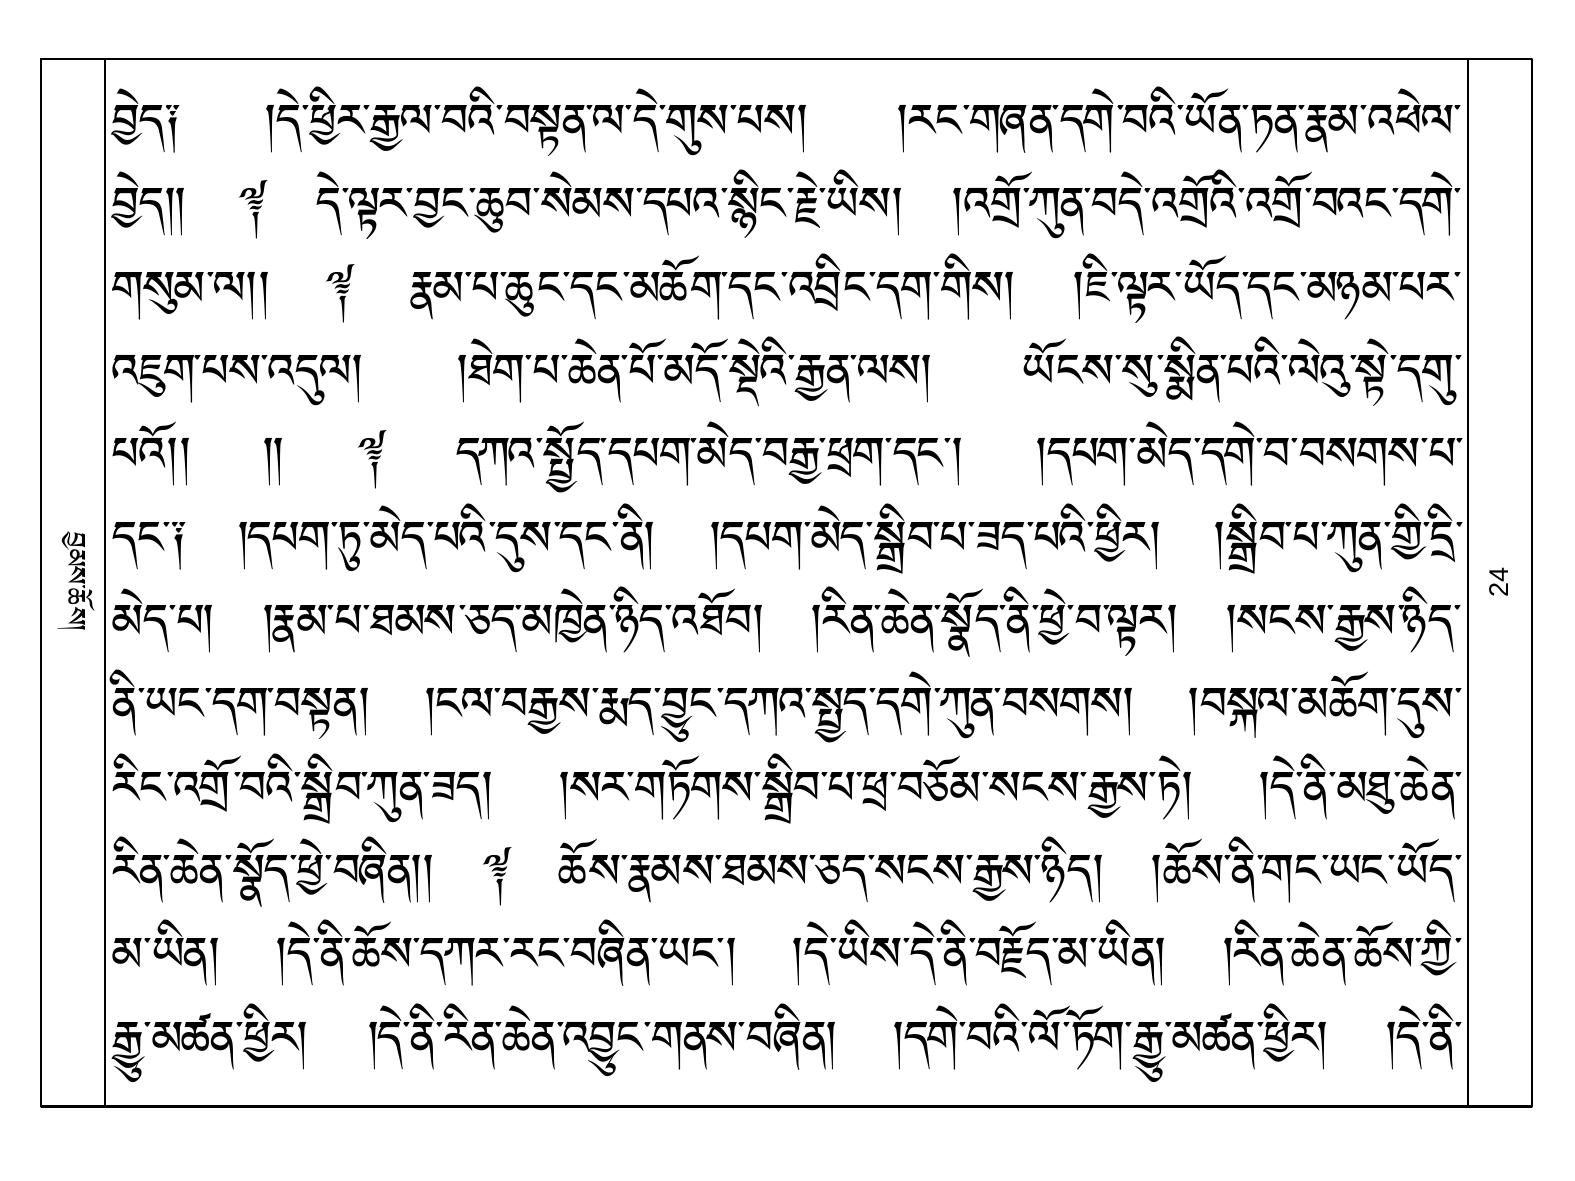 བྱེད༑ །དེ་ཕྱིར་རྒྱལ་བའི་བསྟན་ལ་དེ་གུས་པས། །རང་གཞན་དགེ་བའི་ཡོན་ཏན་རྣམ་འཕེལ་
བྱེད།། ༈ དེ་ལྟར་བྱང་ཆུབ་སེམས་དཔའ་སྙིང་རྗེ་ཡིས། །འགྲོ་ཀུན་བདེ་འགྲོའི་འགྲོ་བའང་དགེ་
གསུམ་ལ།། ༈ རྣམ་པ་ཆུང་དང་མཆོག་དང་འབྲིང་དག་གིས། །ཇི་ལྟར་ཡོད་དང་མཉམ་པར་
འཇུག་པས་འདུལ། །ཐེག་པ་ཆེན་པོ་མདོ་སྡེའི་རྒྱན་ལས། ཡོངས་སུ་སྨིན་པའི་ལེའུ་སྟེ་དགུ་
པའོ།། །། ༈ དཀའ་སྤྱོད་དཔག་མེད་བརྒྱ་ཕྲག་དང་། །དཔག་མེད་དགེ་བ་བསགས་པ་
དང་༑ །དཔག་ཏུ་མེད་པའི་དུས་དང་ནི། །དཔག་མེད་སྒྲིབ་པ་ཟད་པའི་ཕྱིར། །སྒྲིབ་པ་ཀུན་གྱི་དྲི་
མེད་པ། །རྣམ་པ་ཐམས་ཅད་མཁྱེན་ཉིད་འཐོབ། །རིན་ཆེན་སྣོད་ནི་ཕྱེ་བ་ལྟར། །སངས་རྒྱས་ཉིད་
ནི་ཡང་དག་བསྟན། །ངལ་བརྒྱས་རྨད་བྱུང་དཀའ་སྤྱད་དགེ་ཀུན་བསགས། །བསྐལ་མཆོག་དུས་
རིང་འགྲོ་བའི་སྒྲིབ་ཀུན་ཟད། །སར་གཏོགས་སྒྲིབ་པ་ཕྲ་བཅོམ་སངས་རྒྱས་ཏེ། །དེ་ནི་མཐུ་ཆེན་
རིན་ཆེན་སྣོད་ཕྱེ་བཞིན།། ༈ ཆོས་རྣམས་ཐམས་ཅད་སངས་རྒྱས་ཉིད། །ཆོས་ནི་གང་ཡང་ཡོད་
མ་ཡིན། །དེ་ནི་ཆོས་དཀར་རང་བཞིན་ཡང་། །དེ་ཡིས་དེ་ནི་བརྗོད་མ་ཡིན། །རིན་ཆེན་ཆོས་ཀྱི་
རྒྱུ་མཚན་ཕྱིར། །དེ་ནི་རིན་ཆེན་འབྱུང་གནས་བཞིན། །དགེ་བའི་ལོ་ཏོག་རྒྱུ་མཚན་ཕྱིར། །དེ་ནི་
བྱམས་ཆོས།
24